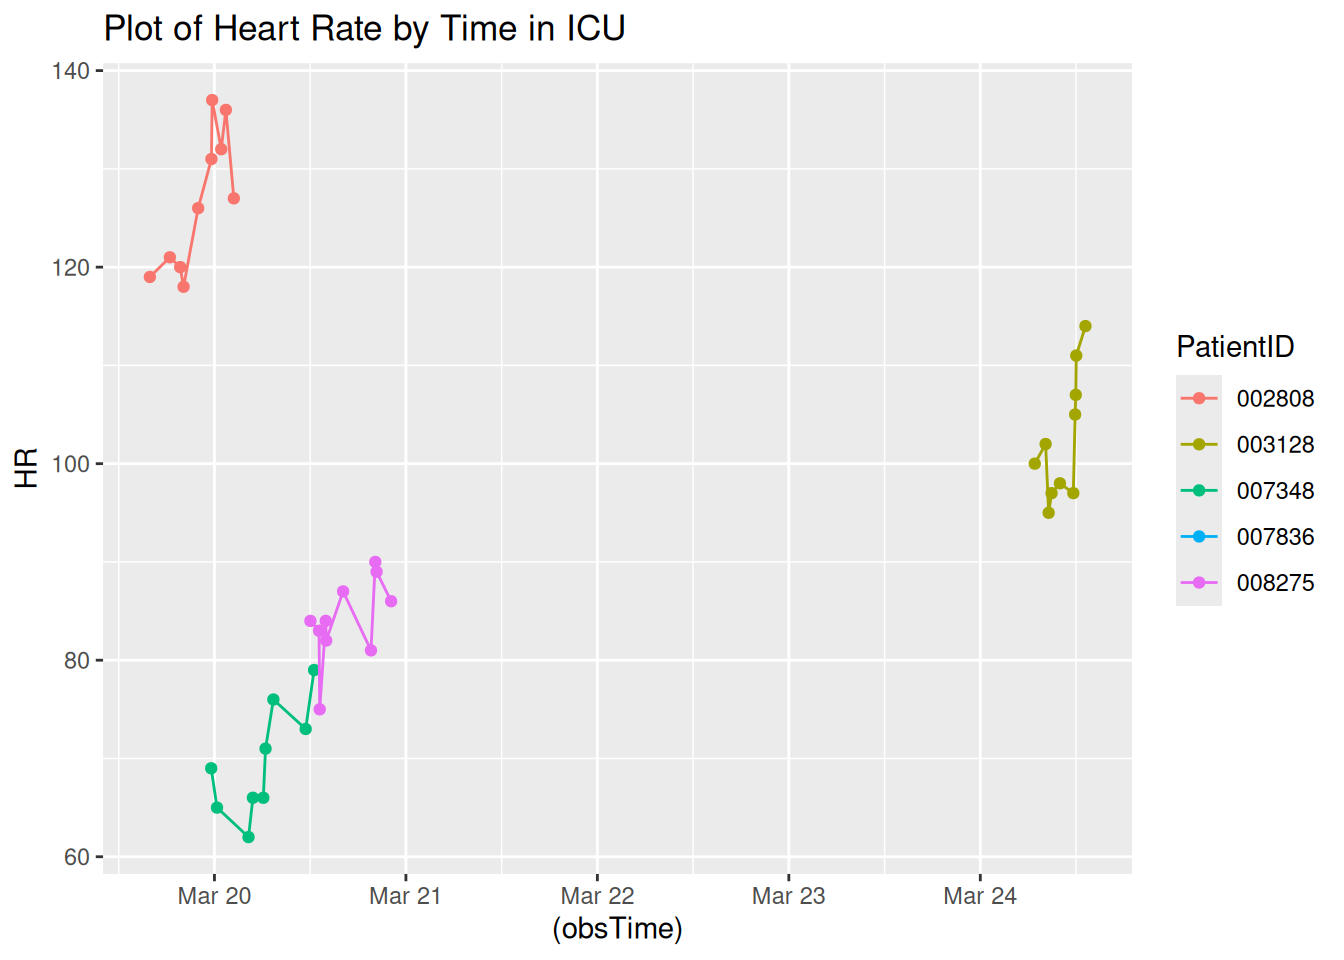 Plot of Heart Rate by Time in ICU
140
120
100
80
60
HR
Mar 20
Mar 21
Mar 22
Mar 23
Mar 24
(obsTime)
PatientID
002808
003128
007348
007836
008275